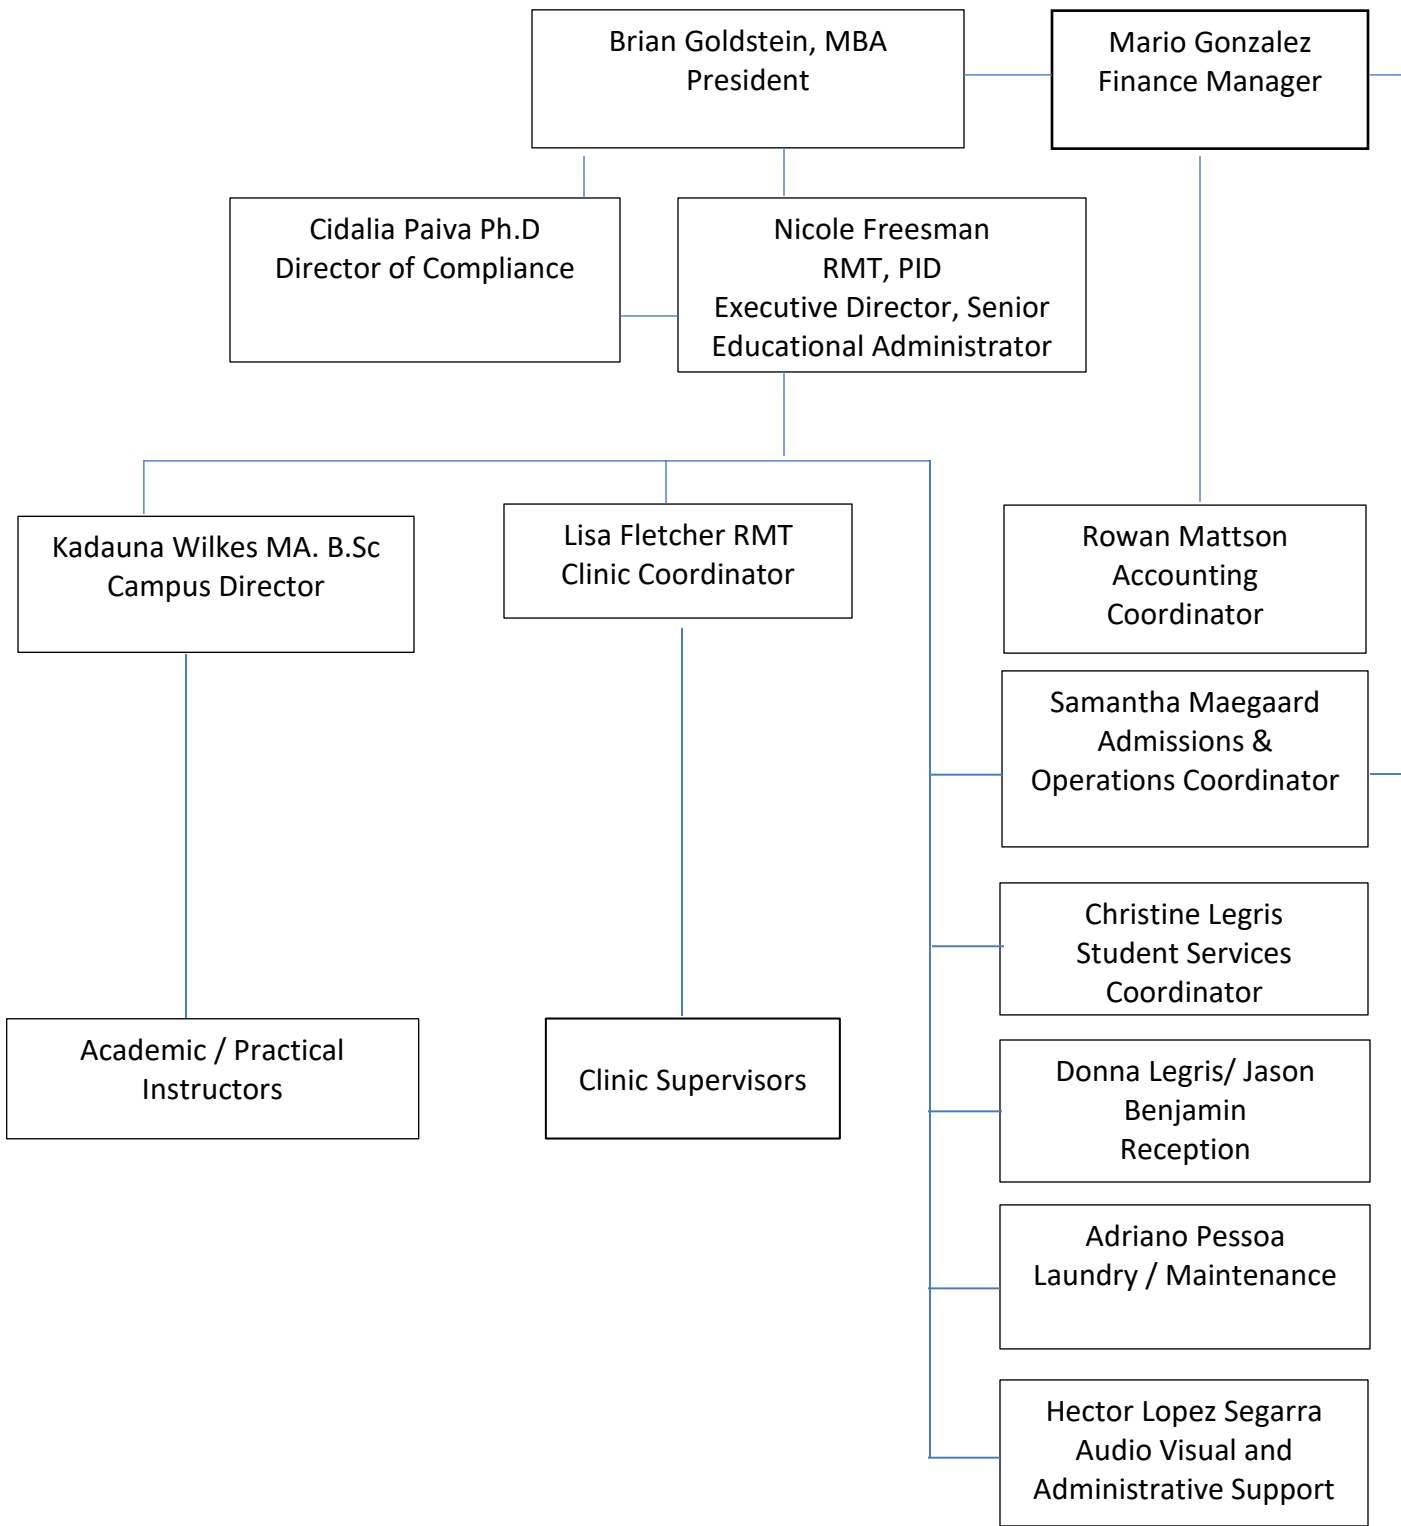 Brian Goldstein, MBA
President
Mario Gonzalez
Finance Manager
Cidalia Paiva Ph.D
Director of Compliance
Nicole Freesman
RMT, PID
Executive Director, Senior
Educational Administrator
Kadauna Wilkes MA. B.Sc
Campus Director
Lisa Fletcher RMT
Clinic Coordinator
Rowan Mattson
Accounting
Coordinator
Samantha Maegaard
Admissions &
Operations Coordinator
Christine Legris
Student Services
Coordinator
Academic / Practical
Instructors
Clinic Supervisors
Donna Legris/ Jason
Benjamin
Reception
Adriano Pessoa
Laundry / Maintenance
Hector Lopez Segarra
Audio Visual and
Administrative Support